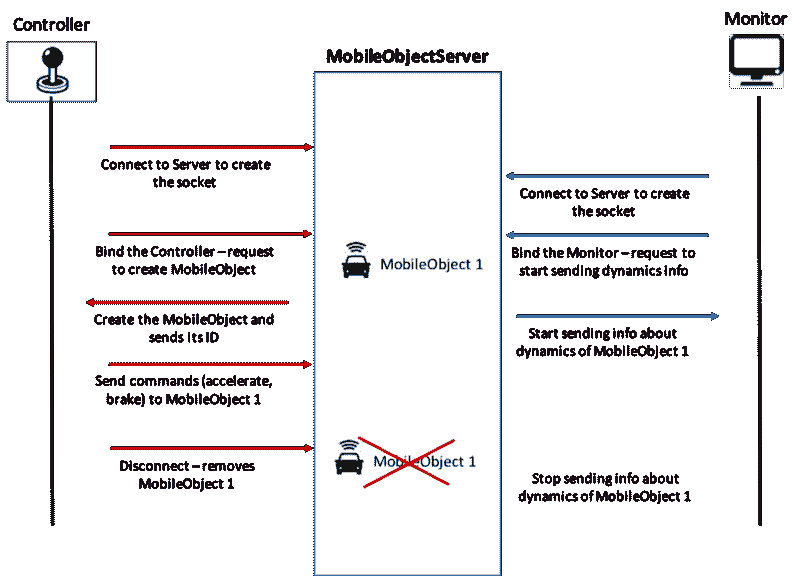 Controller
Monitor
MobileObjectServer
Connect to Server to create
the socket
Connect to Server to create
the socket
Bind the Controller – request
to create MobileObject
MobileObject 1
Bind the Monitor – request to
start sending dynamics info
Create the MobileObject and
sends its ID
Start sending info about
dynamics of MobileObject 1
Send commands (accelerate,
brake) to MobileObject 1
Disconnect – removes
MobileObject 1
MobileObject 1
Stop sending info about
dynamics of MobileObject 1